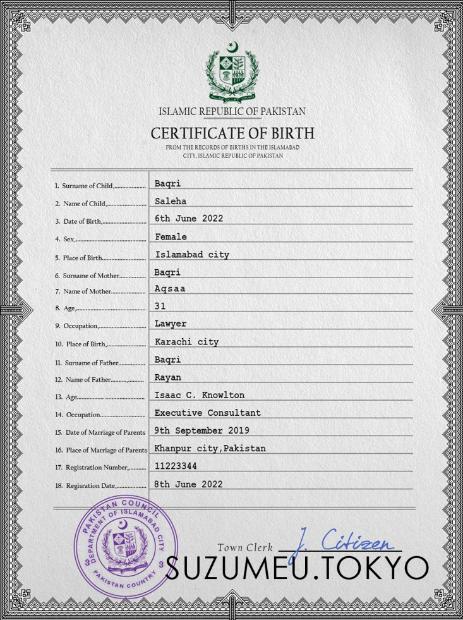 ISLAMIC REPUBLIC OF PAKISTAN
CERTIFICATE OF BIRTH
FROM THE RECORDS OF BIRTHS IN THE ISLAMABAD
CITY, ISLAMIC REPUBLIC OF PAKISTAN
1. Surname of Child,.............. Baqri
2. Name of Child,.................. Saleha
3. Date of Birth,.................... 6th June 2022
4. Sex,................................... Female
5. Place of Birth.................... Islamabad city
6. Surname of Mother........... Baqri
7. Name of Mother................ Aqsaa
8. Age,................................... 31
9. Occupation,...................... Lawyer
10. Place of Birth,.................. Karachi city
11. Surname of Father........... Baqri
12. Name of Father................ Rayan
13. Age................................... Isaac C. Knowlton
14. Occupation...................... Executive Consultant
15. Date of Marriage of Parents 9th September 2019
16. Place of Marriage of Parents Khanpur city,Pakistan
17. Registration Number,....... 11223344
18. Regisration Date,............. 8th June 2022
PAKISTAN COUNCIL
DEPARTMENT OF ISLAMABAD CITY
PAKISTAN COUNTRY
Town Clerk J. Citizen
SUZUMEU.TOKYO